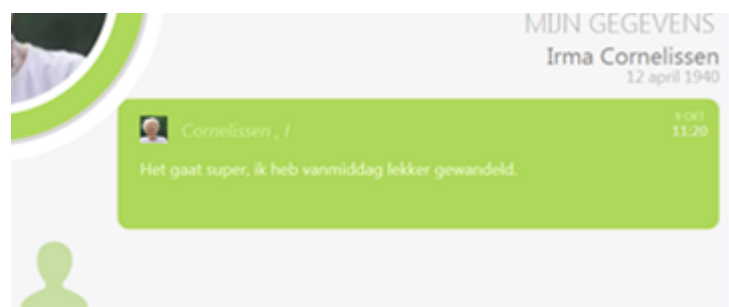 MIJN GEGEVENS
Irma Cornelissen
12 april 1940
Cornelissen , I
9 OKT
11:20
Het gaat super, ik heb vanmiddag lekker gewandeld.